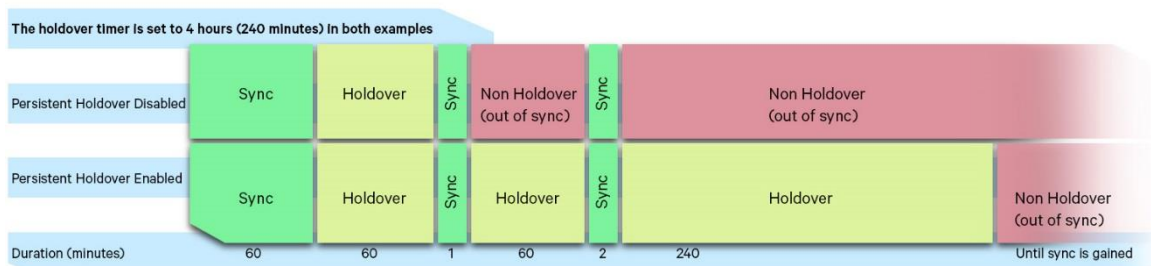 The holdover timer is set to 4 hours (240 minutes) in both examples
Persistent Holdover Disabled
Sync
Holdover
Sync
Non Holdover
(out of sync)
Sync
Non Holdover
(out of sync)
Persistent Holdover Enabled
Sync
Holdover
Sync
Holdover
Sync
Holdover
Non Holdover
(out of sync)
Duration (minutes) 60 60 1 60 2 240 Until sync is gained